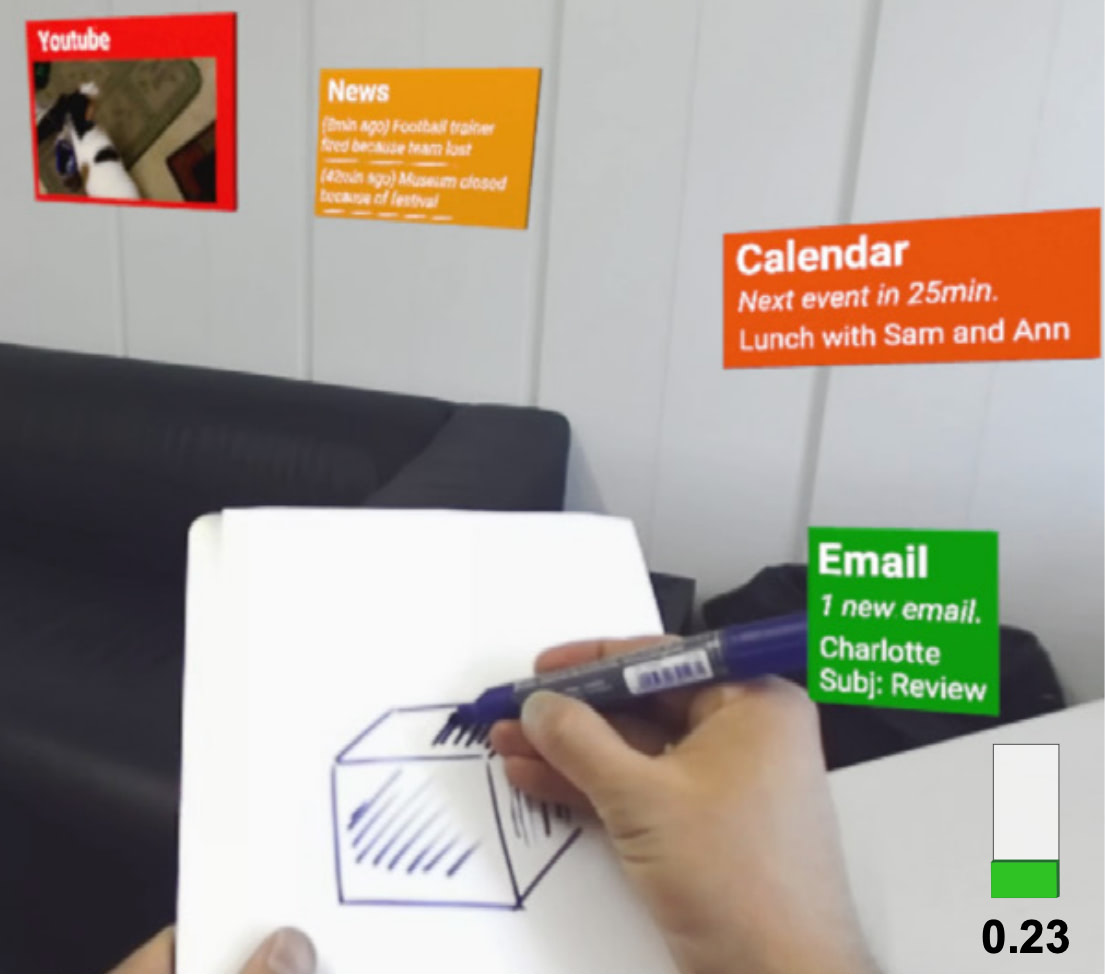 Youtube
News
(8min ago) Football trainer
fired because team lost
(42min ago) Museum closed
because of festival
Calendar
Next event in 25min.
Lunch with Sam and Ann
Email
1 new email.
Charlotte
Subj: Review
0.23